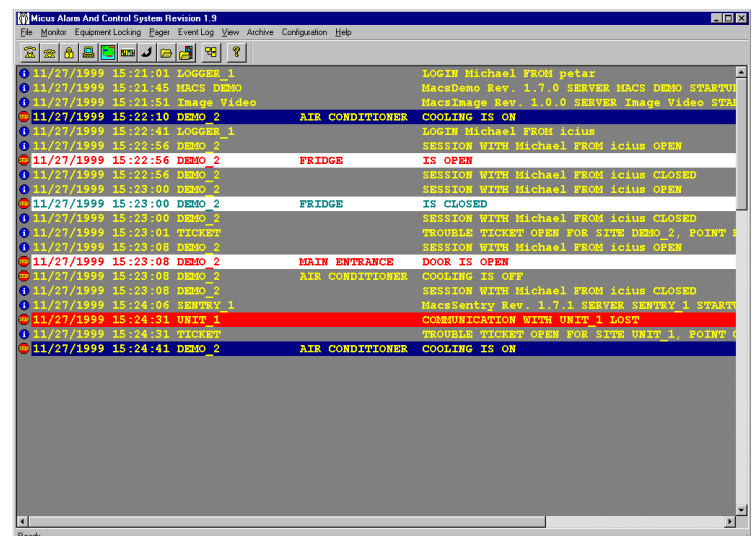 Micus Alarm And Control System Revision 1.9
File Monitor Equipment Locking Pager Event Log View Archive Configuration Help
11/27/1999 15:21:01 LOGGER_1 LOGIN Michael FROM petar
11/27/1999 15:21:45 MACS DEMO MacsDemo Rev. 1.7.0 SERVER MACS DEMO STARTU
11/27/1999 15:21:51 Image Video MacsImage Rev. 1.0.0 SERVER Image Video STA
STOP 11/27/1999 15:22:10 DEMO_2 AIR CONDITIONER COOLING IS ON
11/27/1999 15:22:41 LOGGER_1 LOGIN Michael FROM icius
11/27/1999 15:22:56 DEMO_2 SESSION WITH Michael FROM icius OPEN
STOP 11/27/1999 15:22:56 DEMO_2 FRIDGE IS OPEN
11/27/1999 15:22:56 DEMO_2 SESSION WITH Michael FROM icius CLOSED
11/27/1999 15:23:00 DEMO_2 SESSION WITH Michael FROM icius OPEN
STOP 11/27/1999 15:23:00 DEMO_2 FRIDGE IS CLOSED
11/27/1999 15:23:00 DEMO_2 SESSION WITH Michael FROM icius CLOSED
11/27/1999 15:23:01 TICKET TROUBLE TICKET OPEN FOR SITE DEMO_2, POINT
11/27/1999 15:23:08 DEMO_2 SESSION WITH Michael FROM icius OPEN
STOP 11/27/1999 15:23:08 DEMO_2 MAIN ENTRANCE DOOR IS OPEN
STOP 11/27/1999 15:23:08 DEMO_2 AIR CONDITIONER COOLING IS OFF
11/27/1999 15:23:08 DEMO_2 SESSION WITH Michael FROM icius CLOSED
11/27/1999 15:24:06 SENTRY_1 MacsSentry Rev. 1.7.1 SERVER SENTRY_1 START
STOP 11/27/1999 15:24:31 UNIT_1 COMMUNICATION WITH UNIT_1 LOST
11/27/1999 15:24:31 TICKET TROUBLE TICKET OPEN FOR SITE UNIT_1, POINT
STOP 11/27/1999 15:24:41 DEMO_2 AIR CONDITIONER COOLING IS ON